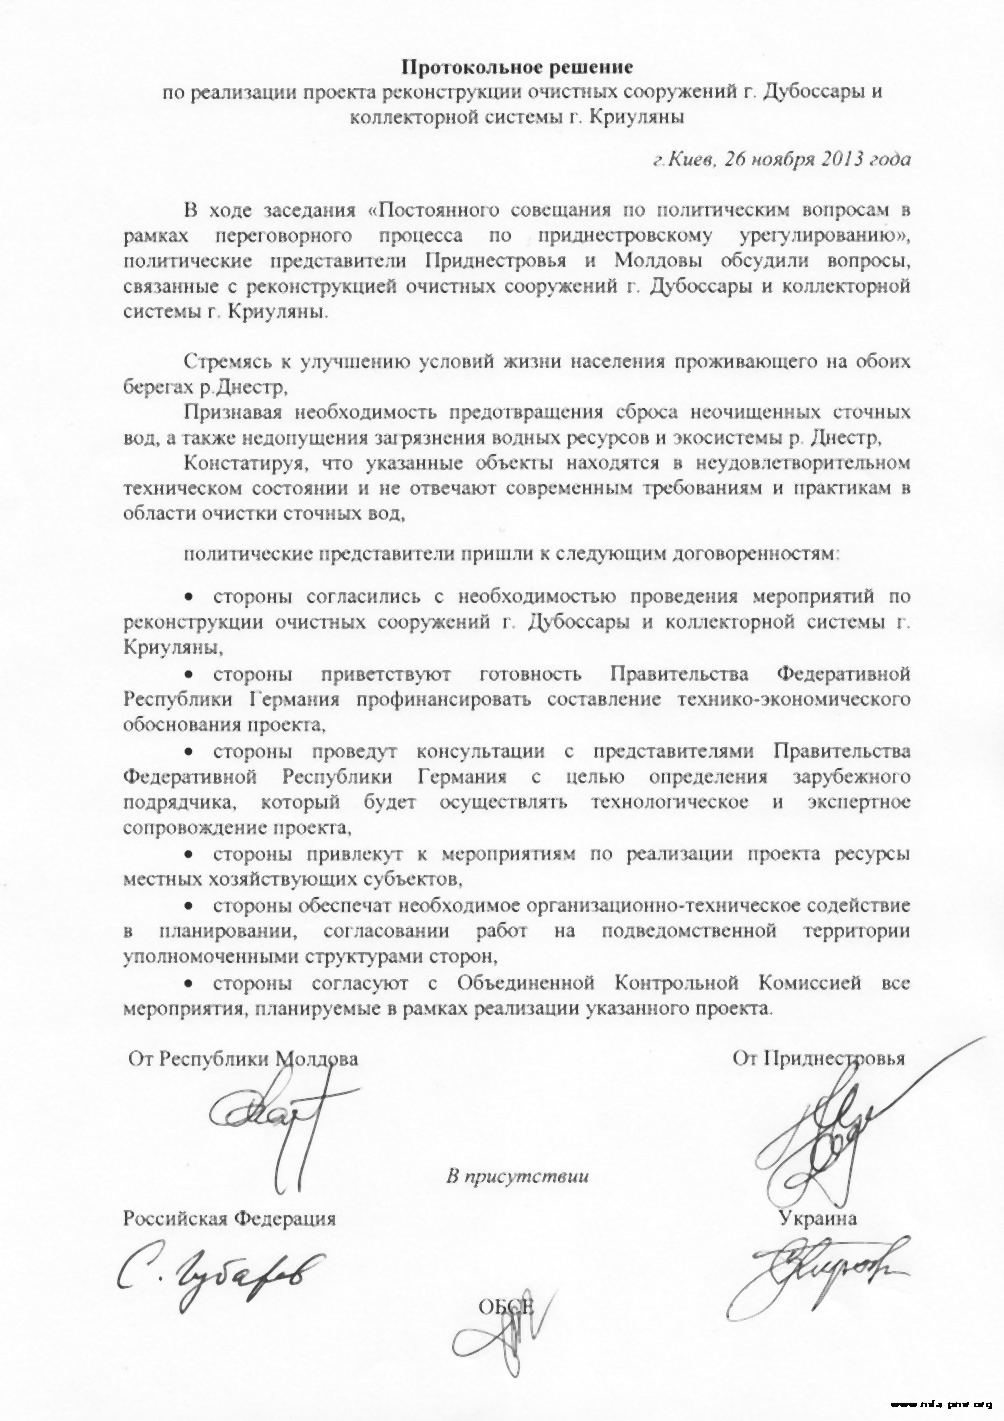 Протокольное решение
по реализации проекта реконструкции очистных сооружений г. Дубоссары и
коллекторной системы г. Криуляны
г.Киев, 26 ноября 2013 года
В ходе заседания «Постоянного совещания по политическим вопросам в
рамках переговорного процесса по приднестровскому урегулированию»,
политические представители Приднестровья и Молдовы обсудили вопросы,
связанные с реконструкцией очистных сооружений г. Дубоссары и коллекторной
системы г. Криуляны.
Стремясь к улучшению условий жизни населения проживающего на обоих
берегах р.Днестр,
Признавая необходимость предотвращения сброса неочищенных сточных
вод, а также недопущения загрязнения водных ресурсов и экосистемы р. Днестр,
Констатируя, что указанные объекты находятся в неудовлетворительном
техническом состоянии и не отвечают современным требованиям и практикам в
области очистки сточных вод,
политические представители пришли к следующим договоренностям:
• стороны согласились с необходимостью проведения мероприятий по
реконструкции очистных сооружений г. Дубоссары и коллекторной системы г.
Криуляны,
• стороны приветствуют готовность Правительства Федеративной
Республики Германия профинансировать составление технико-экономического
обоснования проекта,
• стороны проведут консультации с представителями Правительства
Федеративной Республики Германия с целью определения зарубежного
подрядчика, который будет осуществлять технологическое и экспертное
сопровождение проекта,
• стороны привлекут к мероприятиям по реализации проекта ресурсы
местных хозяйствующих субъектов,
• стороны обеспечат необходимое организационно-техническое содействие
в планировании, согласовании работ на подведомственной территории
уполномоченными структурами сторон,
• стороны согласуют с Объединенной Контрольной Комиссией все
мероприятия, планируемые в рамках реализации указанного проекта.
От Республики Молдова От Приднестровья
В присутствии
Российская Федерация Украина
С. Губарев
ОБСЕ
www.mfa-pmr.org